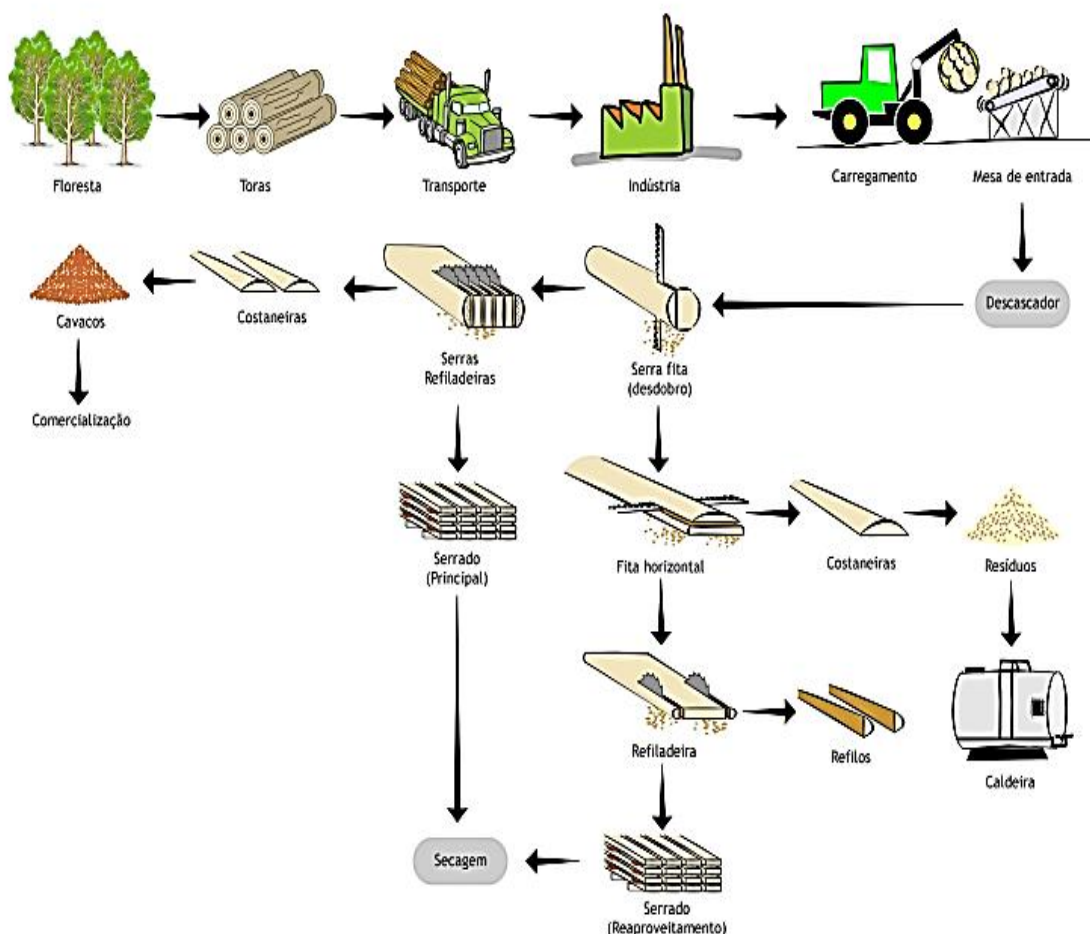 Floresta
Toras
Transporte
Indústria
Carregamento
Mesa de entrada
Cavacos
Costaneiras
Serras
Refiladeiras
Serra fita
(desdobro)
Descascador
Comercialização
Serrado
(Principal)
Fita horizontal
Costaneiras
Resíduos
Refiladeira
Refilos
Caldeira
Secagem
Serrado
(Reaproveitamento)